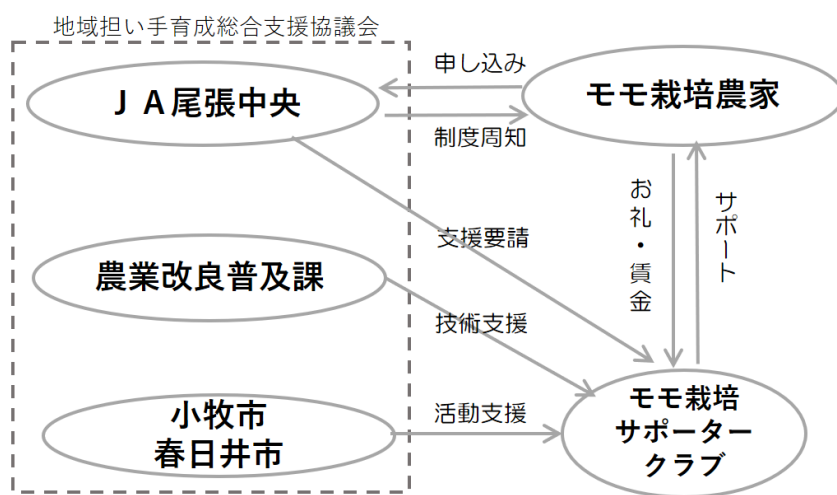 地域担い手育成総合支援協議会
ＪＡ尾張中央
申し込み
制度周知
モモ栽培農家
支援要請
お礼・賃金
サポート
農業改良普及課
技術支援
小牧市
春日井市
活動支援
モモ栽培
サポーター
クラブ